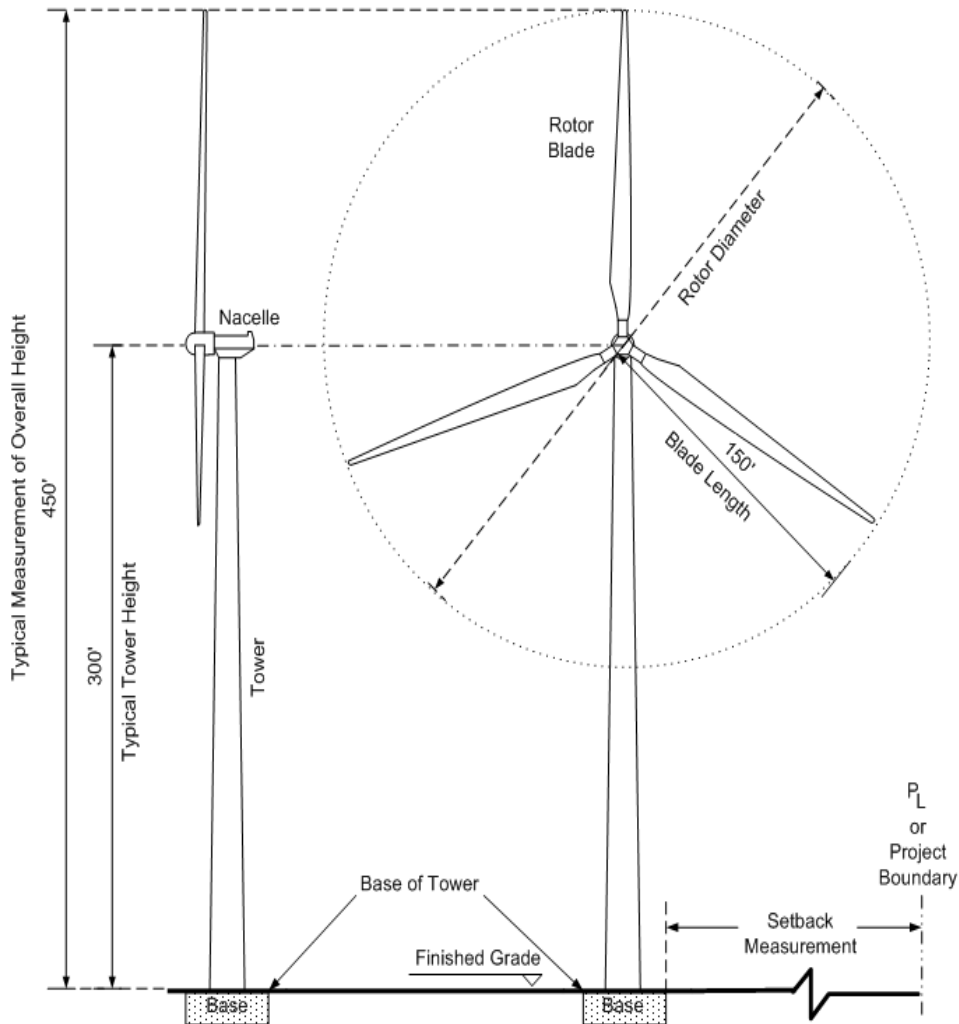 Rotor
Blade
Rotor Diameter
Nacelle
Typical Measurement of Overall Height
450'
150'
Blade Length
300'
Typical Tower Height
Tower
PL
or
Project
Boundary
Base of Tower
Setback
Measurement
Finished Grade
Base
Base